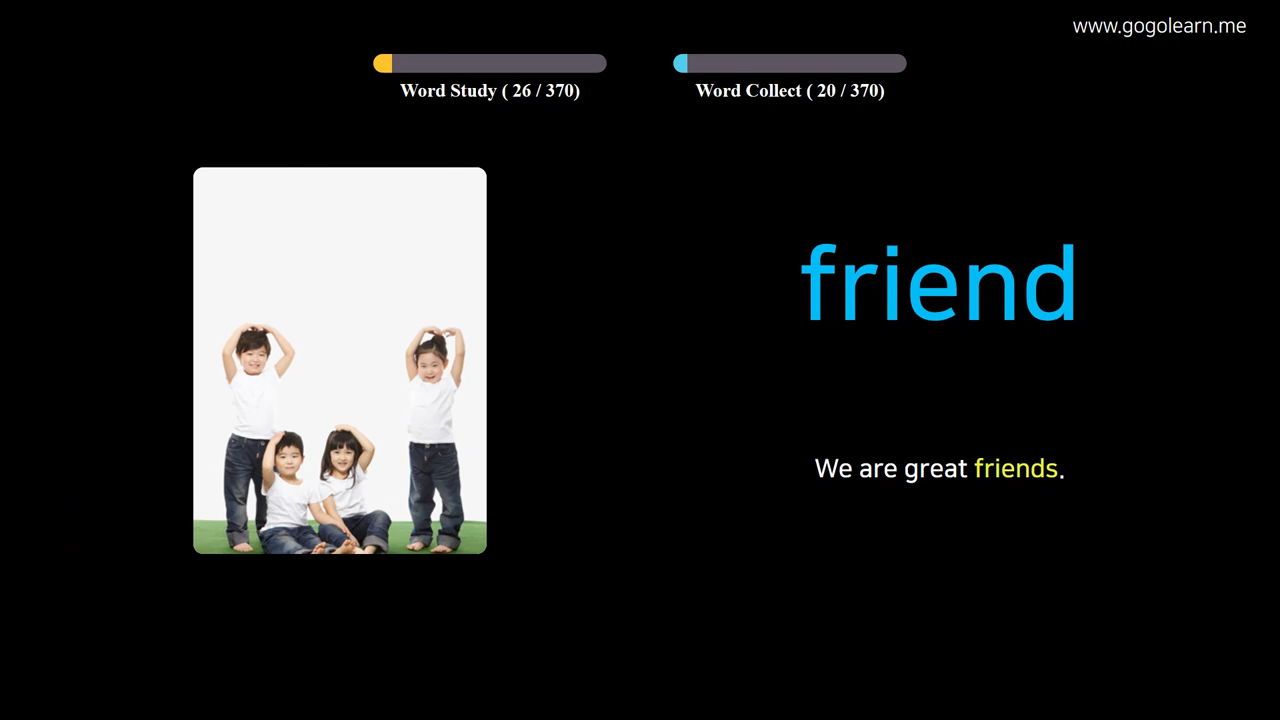 www.gogolearn.me
Word Study ( 26 / 370)
Word Collect ( 20 / 370)
friend
We are great friends.